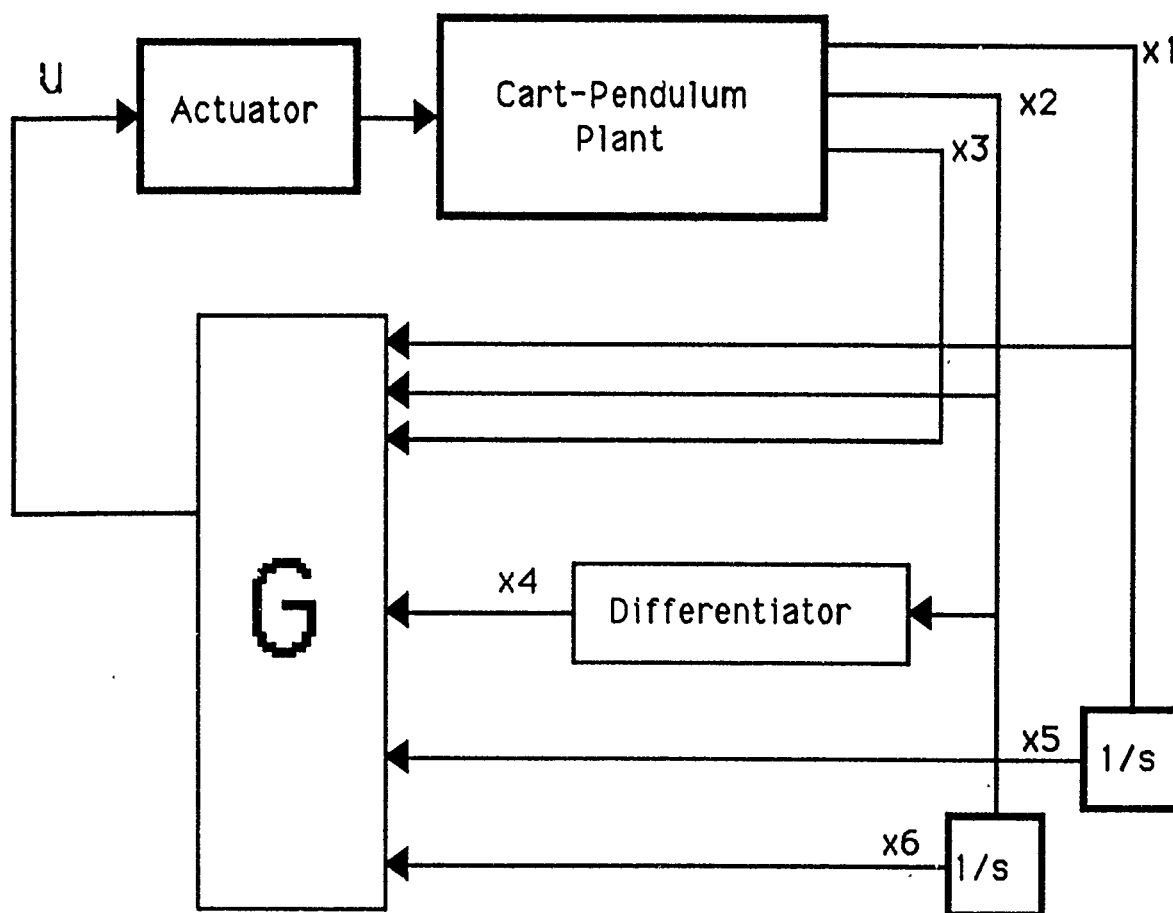 U
Actuator
Cart-Pendulum
Plant
x1
x2
x3
G
x4
Differentiator
x5
1/s
x6
1/s